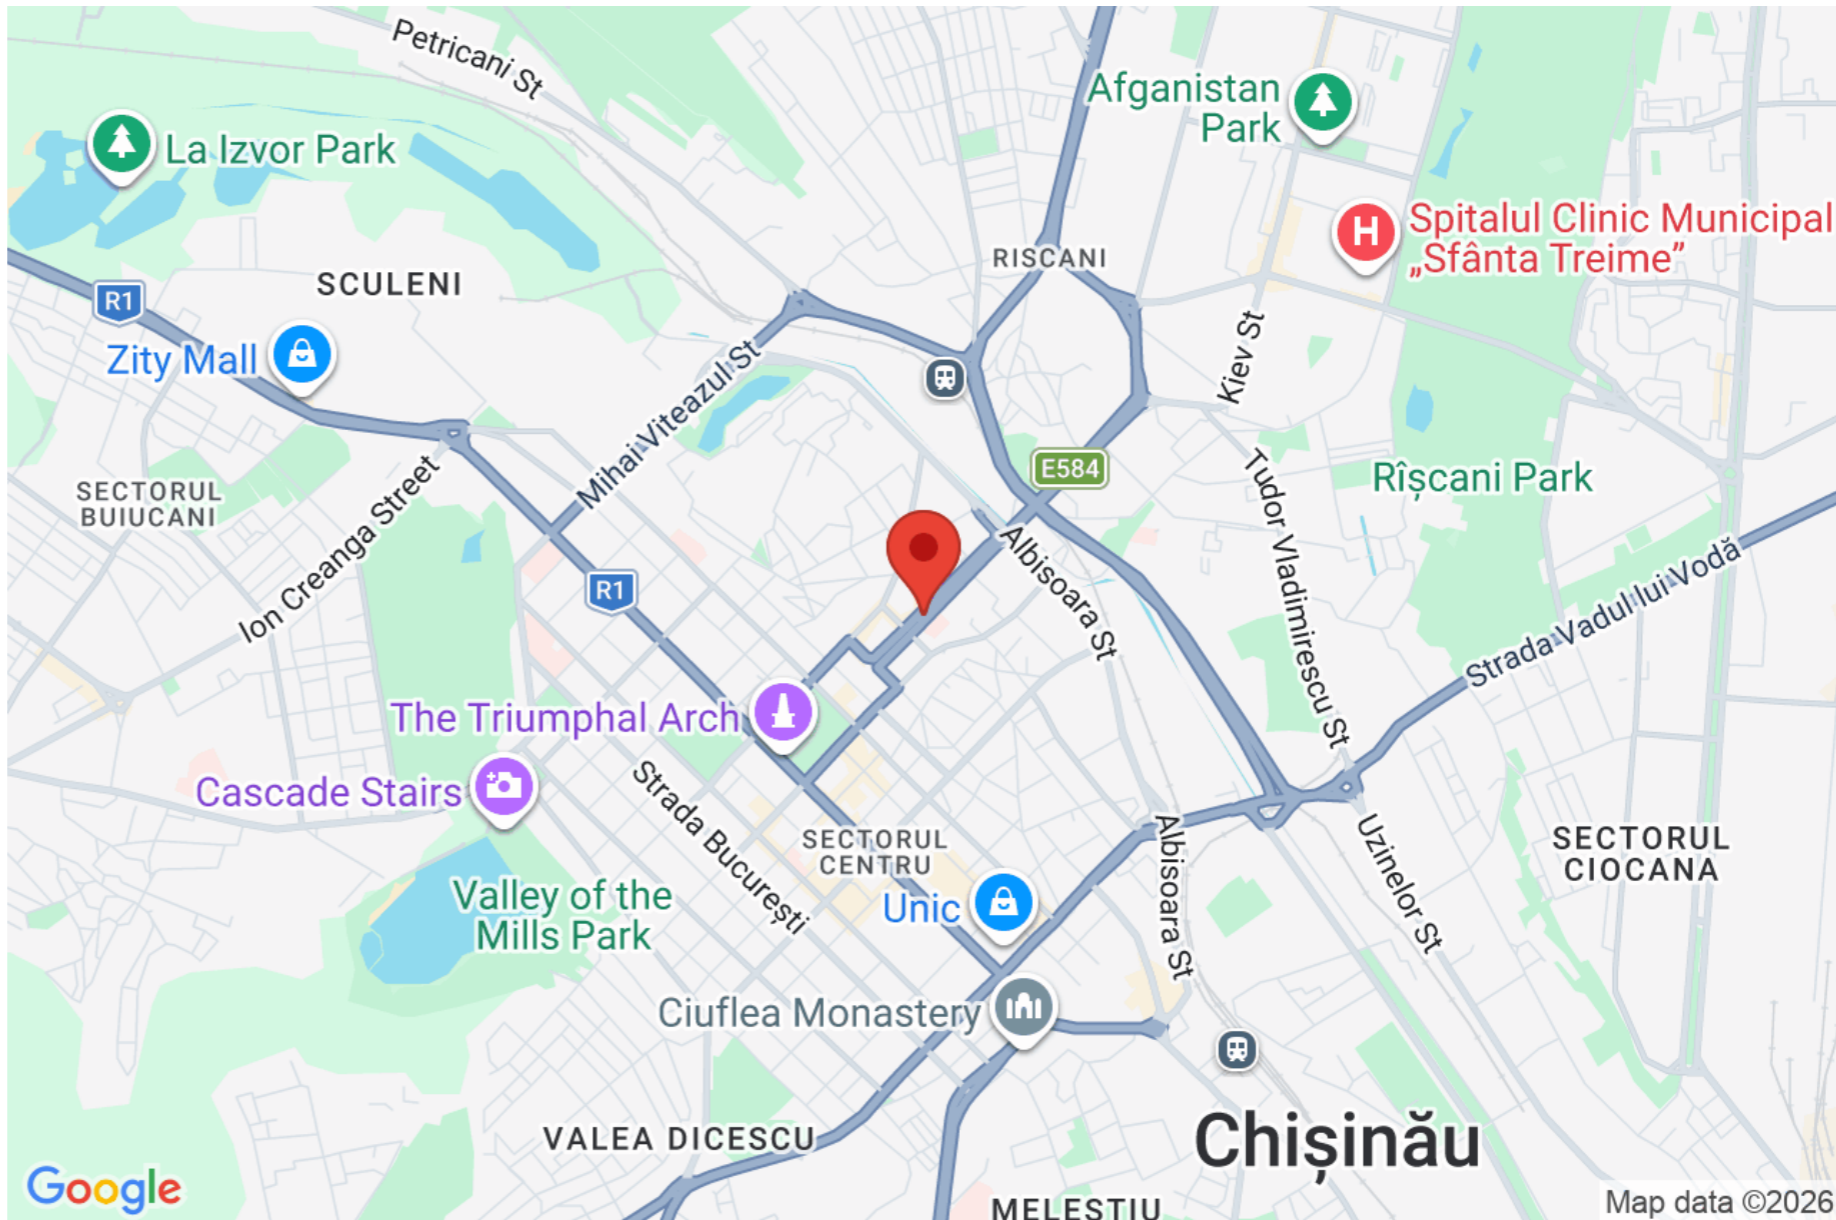 Petricani St
Afganistan
Park
La Izvor Park
Spitalul Clinic Municipal
„Sfânta Treime”
RISCANI
SCULENI
R1
Zity Mall
Kiev St
Mihai Viteazul St
E584
Rîșcani Park
SECTORUL
BUIUCANI
Ion Creanga Street
Tudor Vladimirescu St
Albisoara St
R1
Strada Vadul lui Vodă
The Triumphal Arch
Cascade Stairs
Strada București
SECTORUL
CENTRU
Albisoara St
Uzinelor St
SECTORUL
CIOCANA
Valley of the
Mills Park
Unic
Ciuflea Monastery
Chișinău
VALEA DICESCU
Google
MELESTIU
Map data ©2026